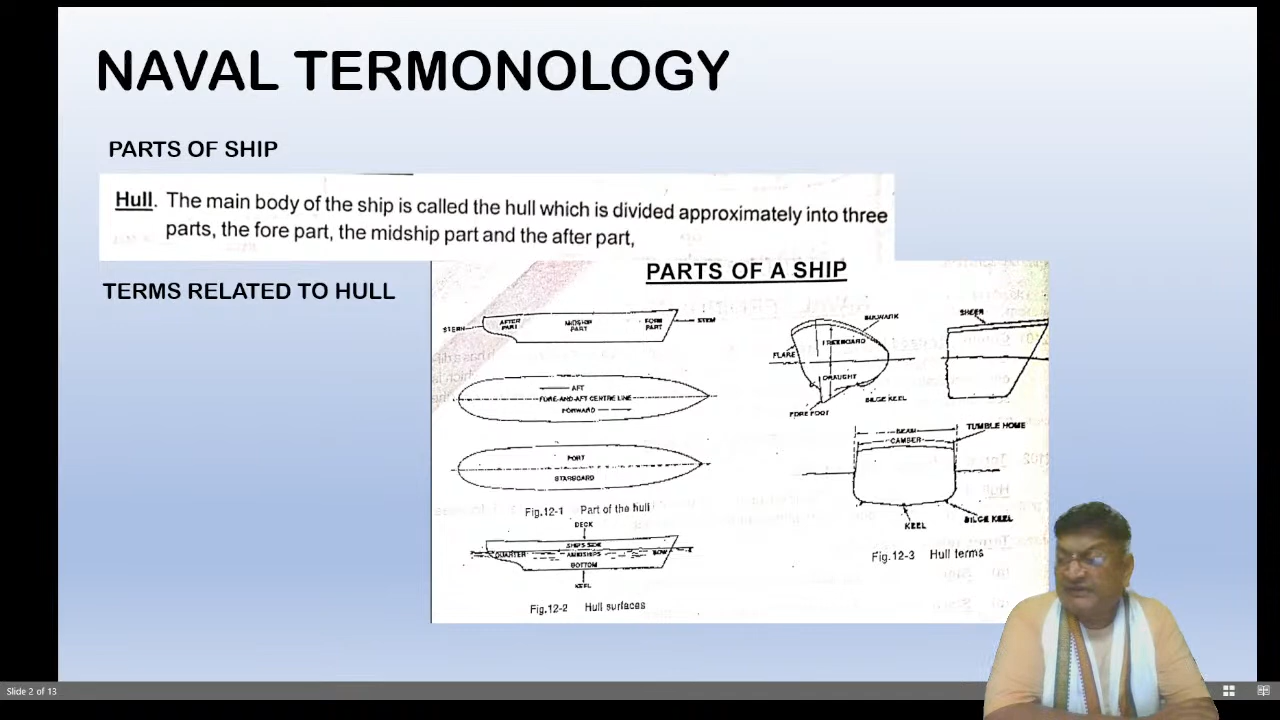 NAVAL TERMONOLOGY
PARTS OF SHIP
Hull. The main body of the ship is called the hull which is divided approximately into three
parts, the fore part, the midship part and the after part,
TERMS RELATED TO HULL
PARTS OF A SHIP
STERN
AFTER
PART
MIDSHIP
PART
FORE
PART
STEM
AFT
FORE-AND-AFT CENTRE LINE
FORWARD
PORT
STARBOARD
Fig.12-1 Part of the hull
DECK
SHIPS SIDE
QUARTER
AMIDSHIPS
BOW
BOTTOM
KEEL
Fig.12-2 Hull surfaces
BULWARK
FREEBOARD
FLARE
DRAUGHT
BILGE KEEL
FORE FOOT
SHEER
BEAM
CAMBER
TUMBLE HOME
KEEL
BILGE KEEL
Fig.12-3 Hull terms
Slide 2 of 13